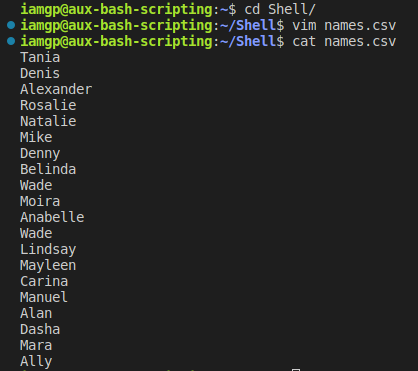 iamgp@aux-bash-scripting:~$ cd Shell/
iamgp@aux-bash-scripting:~/Shell$ vim names.csv
iamgp@aux-bash-scripting:~/Shell$ cat names.csv
Tania
Denis
Alexander
Rosalie
Natalie
Mike
Denny
Belinda
Wade
Moira
Anabelle
Wade
Lindsay
Mayleen
Carina
Manuel
Alan
Dasha
Mara
Ally